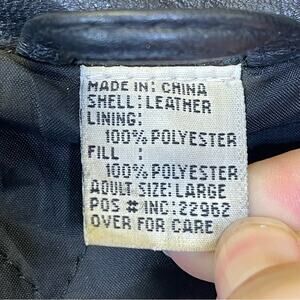 MADE IN: CHINA
SHELL: LEATHER
LINING:
100% POLYESTER
FILL :
100% POLYESTER
ADULT SIZE: LARGE
POS # INC: 22962
OVER FOR CARE